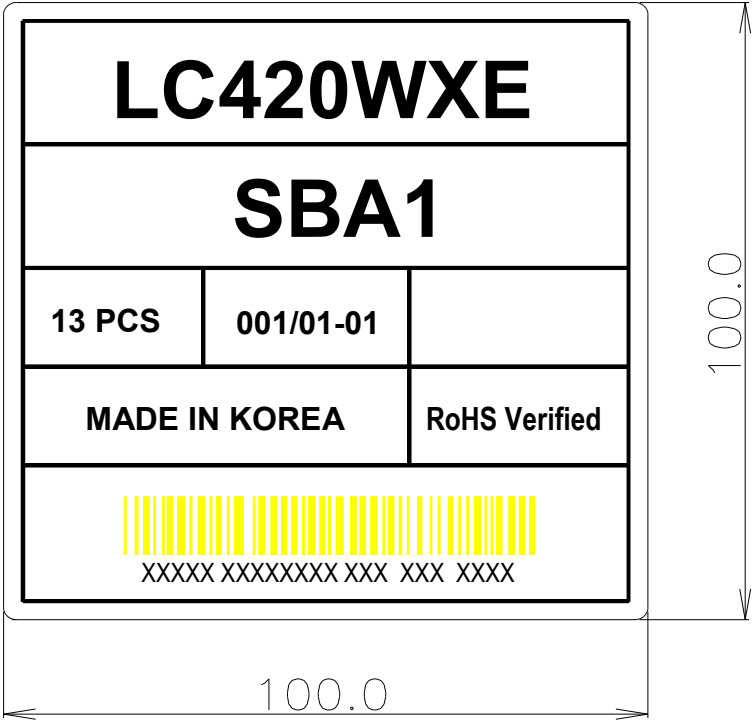 LC420WXE
SBA1
13 PCS 001/01-01
MADE IN KOREA RoHS Verified
XXXXX XXXXXXXX XXX XXX XXXX
100.0
100.0